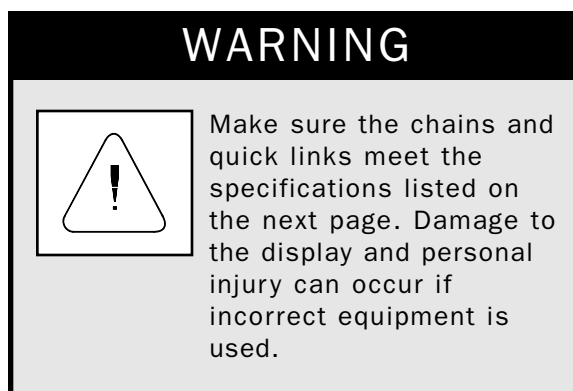 WARNING
!
Make sure the chains and
quick links meet the
specifications listed on
the next page. Damage to
the display and personal
injury can occur if
incorrect equipment is
used.